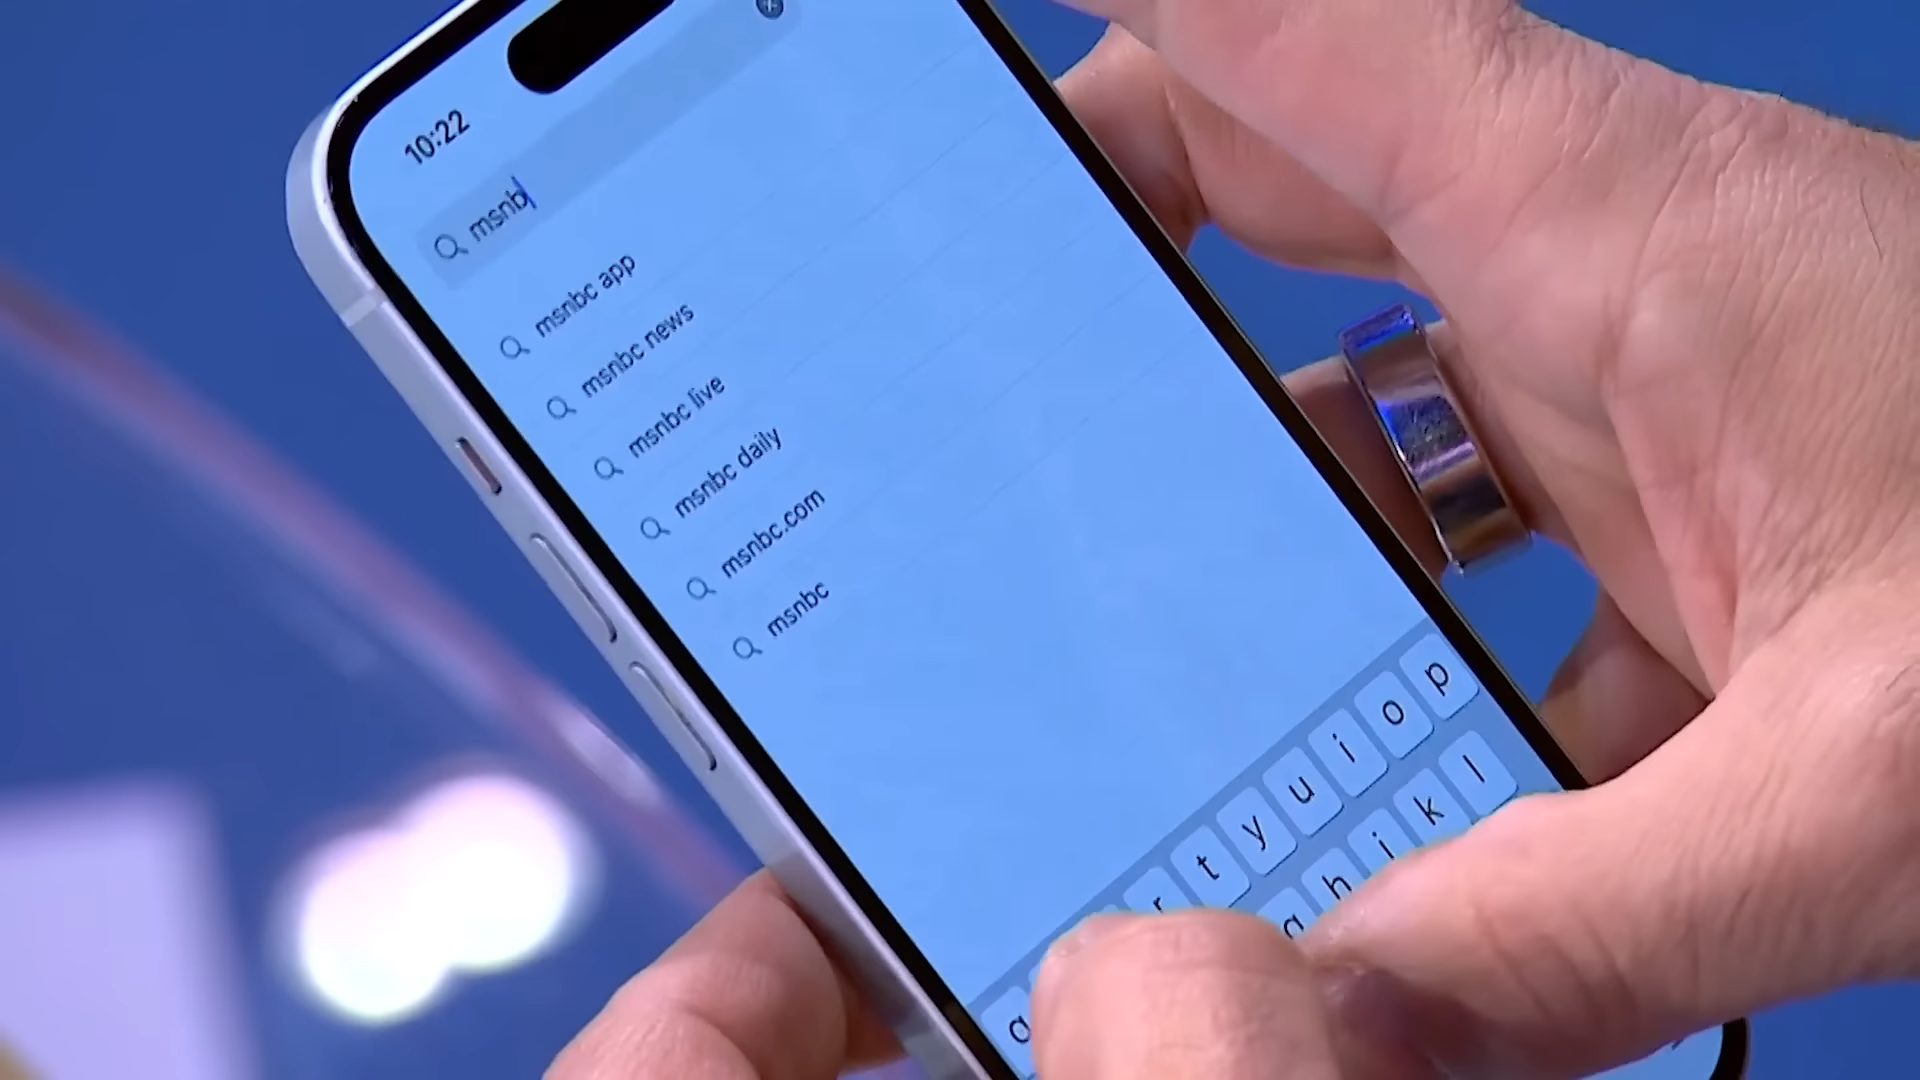 10:22
msnb
msnbc app
msnbc news
msnbc live
msnbc daily
msnbc.com
msnbc
r t y u i o p
a g h j k l